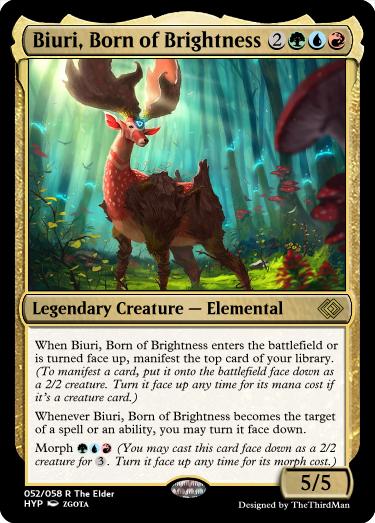 Biuri, Born of Brightness 2
Legendary Creature — Elemental
When Biuri, Born of Brightness enters the battlefield or
is turned face up, manifest the top card of your library.
(To manifest a card, put it onto the battlefield face down as
a 2/2 creature. Turn it face up any time for its mana cost if
it's a creature card.)
Whenever Biuri, Born of Brightness becomes the target
of a spell or an ability, you may turn it face down.
Morph (You may cast this card face down as a 2/2
creature for 3. Turn it face up any time for its morph cost.)
5/5
052/058 R The Elder
HYP ZGOTA
Designed by TheThirdMan